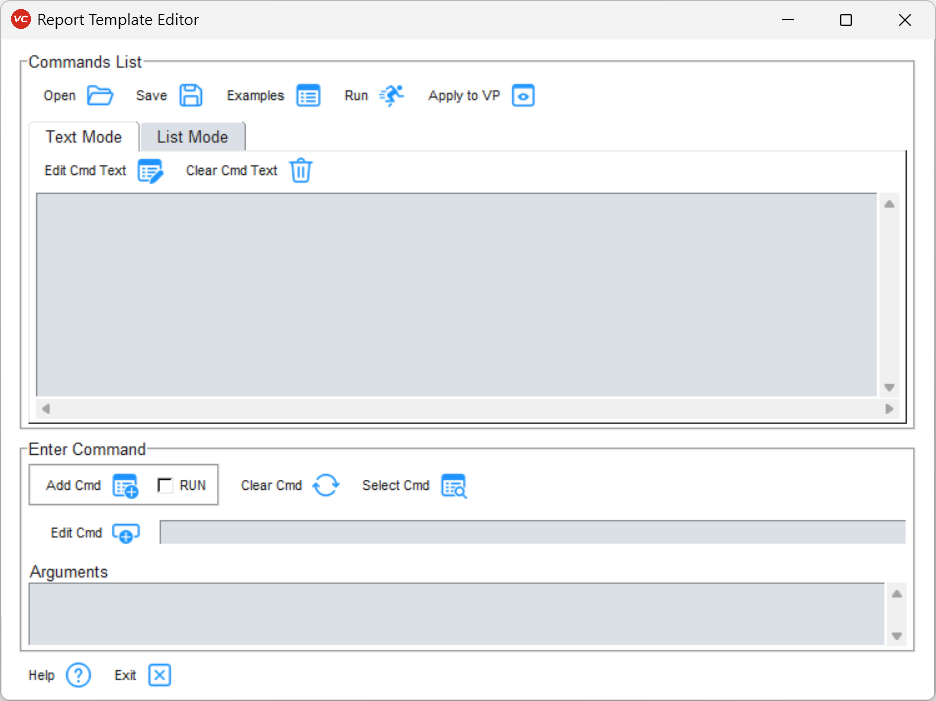 VC Report Template Editor
Commands List
Open Save Examples Run Apply to VP
Text Mode List Mode
Edit Cmd Text Clear Cmd Text
Enter Command
Add Cmd RUN Clear Cmd Select Cmd
Edit Cmd
Arguments
Help ? Exit